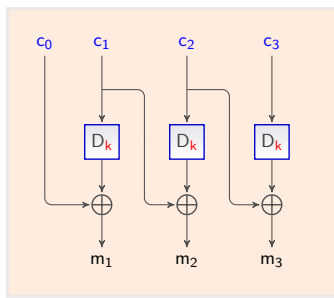 c₀ c₁ c₂ c₃
Dₖ Dₖ Dₖ
m₁ m₂ m₃